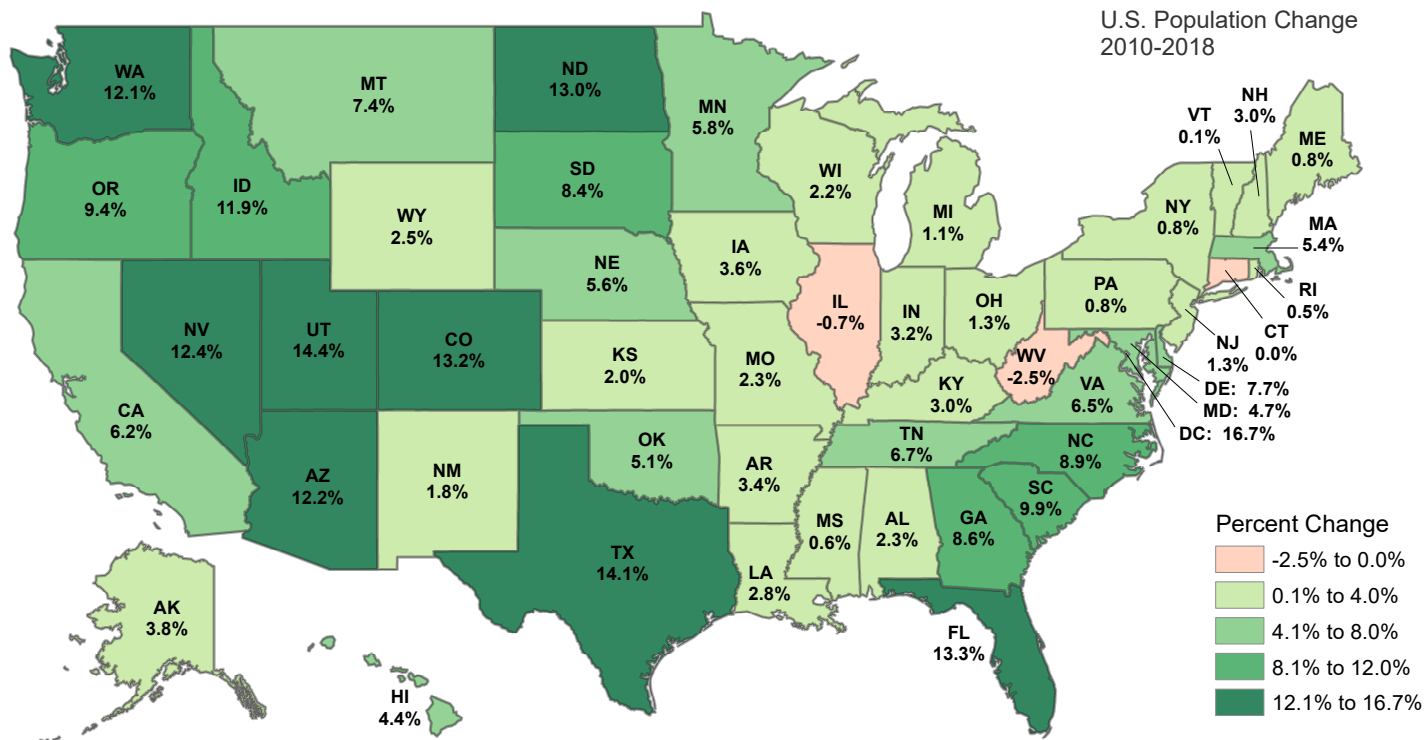 U.S. Population Change
2010-2018
WA
12.1%
MT
7.4%
ND
13.0%
MN
5.8%
VT
0.1%
NH
3.0%
ME
0.8%
OR
9.4%
ID
11.9%
SD
8.4%
WI
2.2%
WY
2.5%
MI
1.1%
NY
0.8%
MA
5.4%
IA
3.6%
NE
5.6%
PA
0.8%
RI
0.5%
NV
12.4%
UT
14.4%
CO
13.2%
IL
-0.7%
IN
3.2%
OH
1.3%
CT
0.0%
NJ
1.3%
KS
2.0%
MO
2.3%
WV
-2.5%
KY
3.0%
VA
6.5%
DE: 7.7%
MD: 4.7%
DC: 16.7%
CA
6.2%
OK
5.1%
TN
6.7%
NC
8.9%
AZ
12.2%
NM
1.8%
AR
3.4%
SC
9.9%
MS
0.6%
AL
2.3%
GA
8.6%
TX
14.1%
LA
2.8%
AK
3.8%
FL
13.3%
HI
4.4%
Percent Change
-2.5% to 0.0%
0.1% to 4.0%
4.1% to 8.0%
8.1% to 12.0%
12.1% to 16.7%